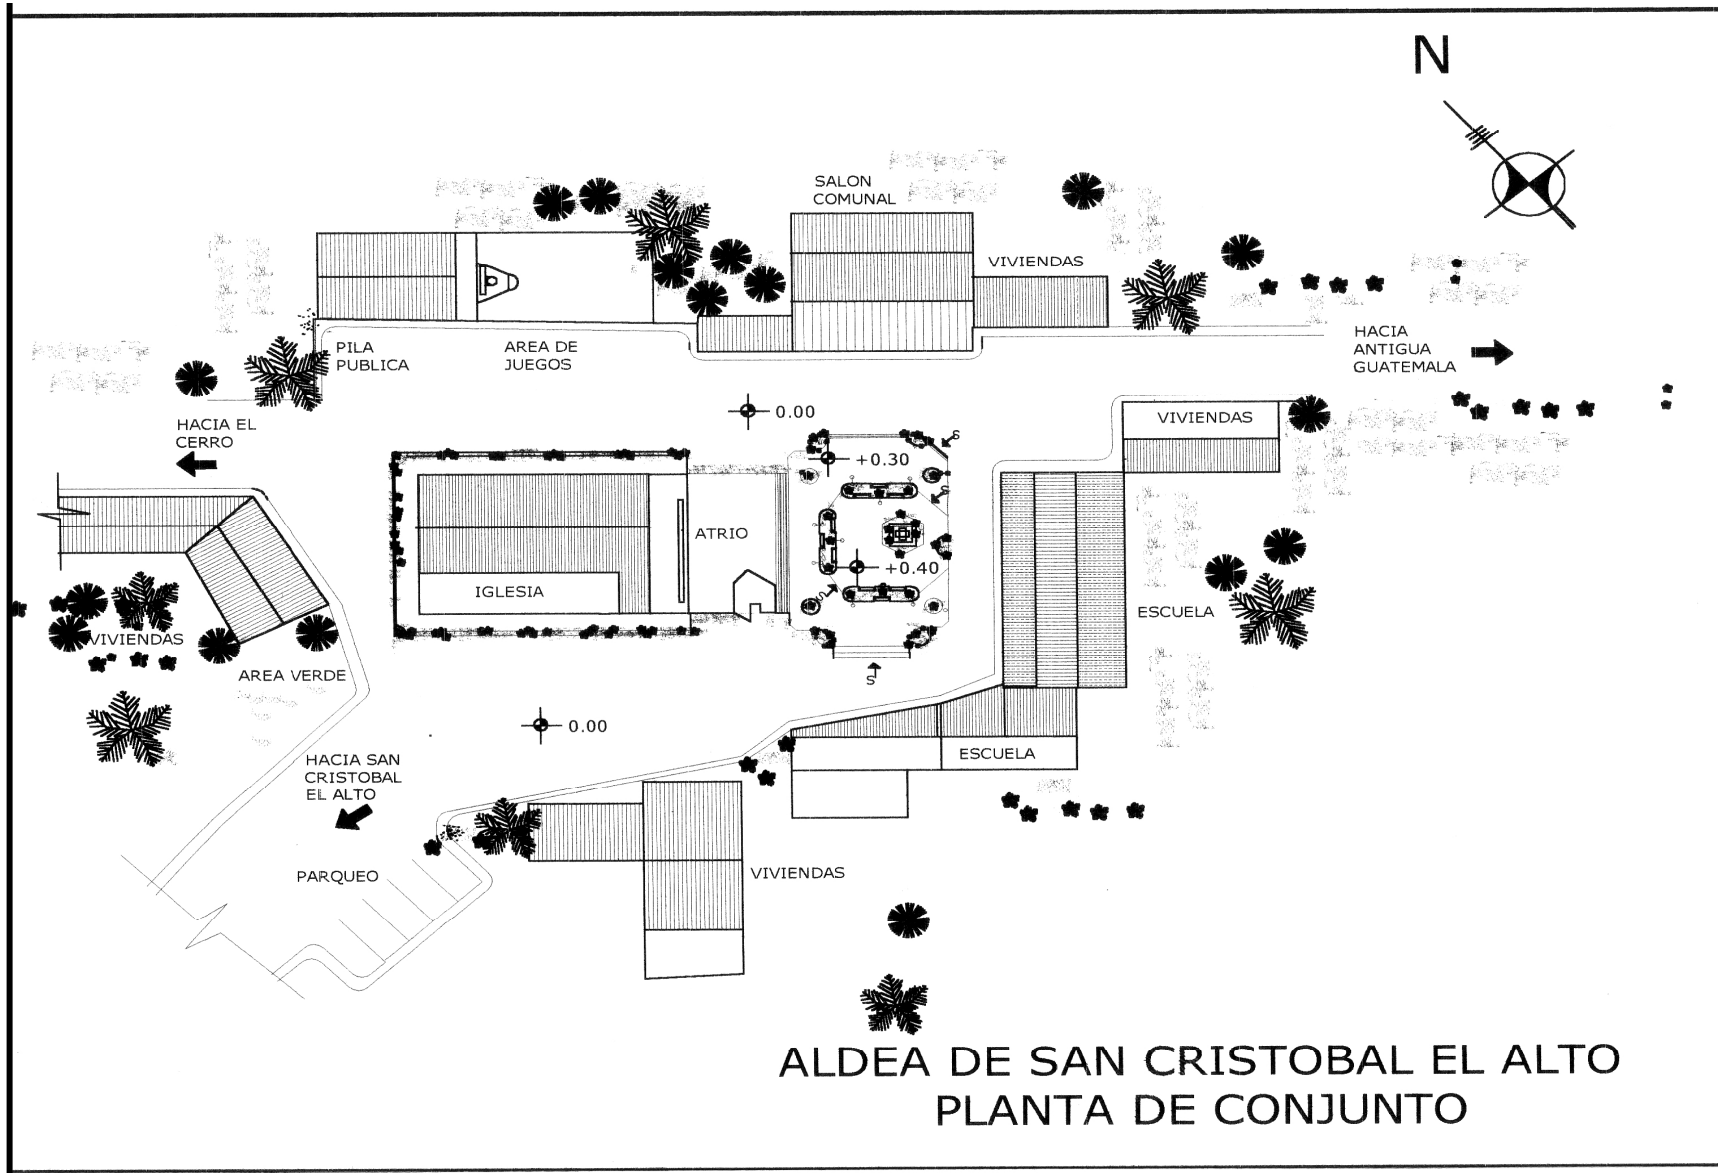 N
SALON
COMUNAL
VIVIENDAS
PILA
PUBLICA
AREA DE
JUEGOS
HACIA
ANTIGUA
GUATEMALA
0.00
VIVIENDAS
HACIA EL
CERRO
+0.30
S
S
ATRIO
+0.40
IGLESIA
S
ESCUELA
VIVIENDAS
AREA VERDE
S
0.00
ESCUELA
HACIA SAN
CRISTOBAL
EL ALTO
PARQUEO
VIVIENDAS
ALDEA DE SAN CRISTOBAL EL ALTO
PLANTA DE CONJUNTO